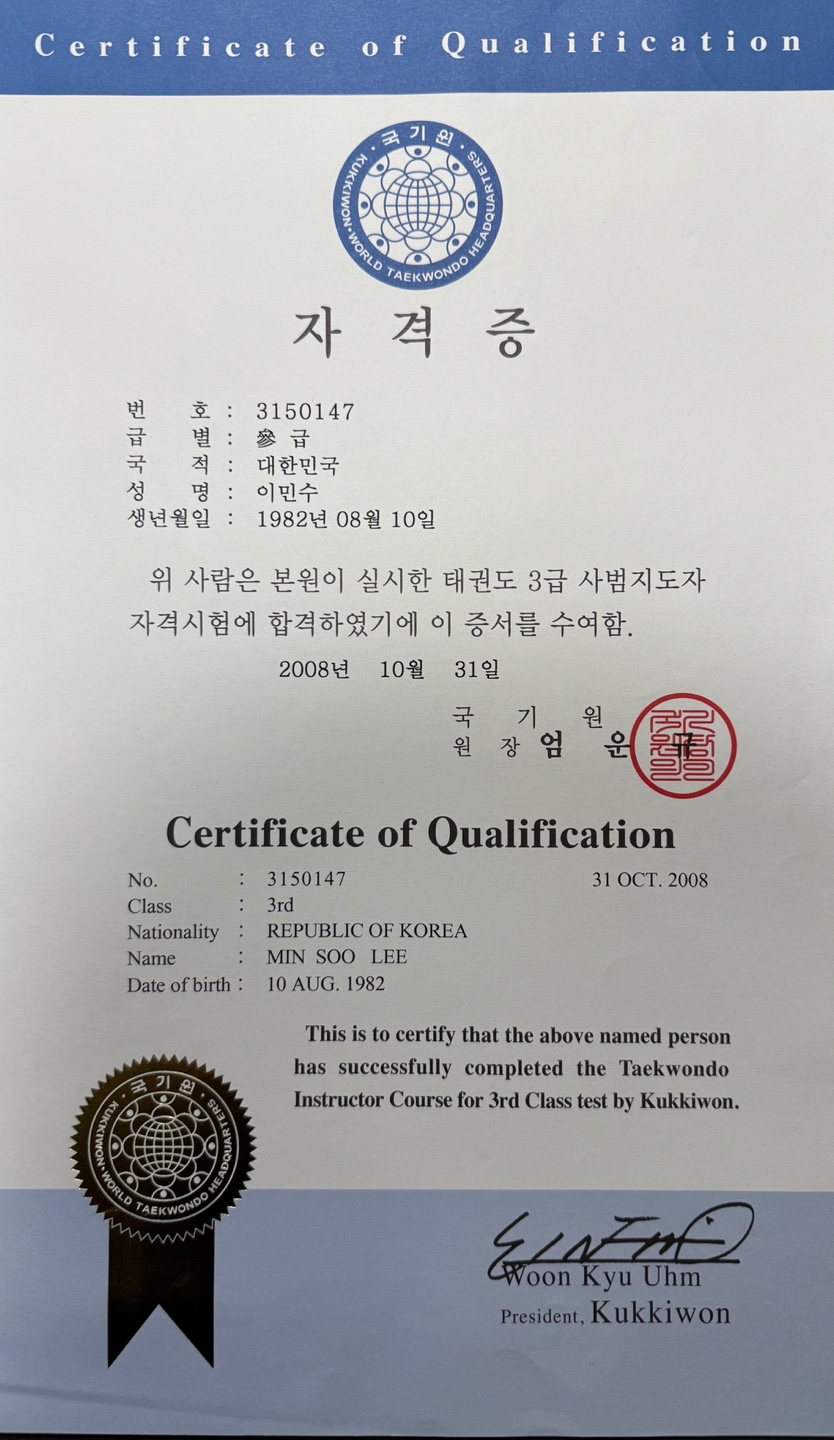 Certificate of Qualification
· 국기원 ·
KUKKIWON · WORLD TAEKWONDO HEADQUARTERS
자 격 증
번 호 : 3150147
급 별 : 參 급
국 적 : 대한민국
성 명 : 이민수
생년월일 : 1982년 08월 10일
위 사람은 본원이 실시한 태권도 3급 사범지도자
자격시험에 합격하였기에 이 증서를 수여함.
2008년 10월 31일
국 기 원
원 장 엄 운 규
Certificate of Qualification
No. : 3150147 31 OCT. 2008
Class : 3rd
Nationality : REPUBLIC OF KOREA
Name : MIN SOO LEE
Date of birth : 10 AUG. 1982
This is to certify that the above named person
has successfully completed the Taekwondo
Instructor Course for 3rd Class test by Kukkiwon.
· 국기원 ·
KUKKIWON · WORLD TAEKWONDO HEADQUARTERS
Woon Kyu Uhm
President, Kukkiwon